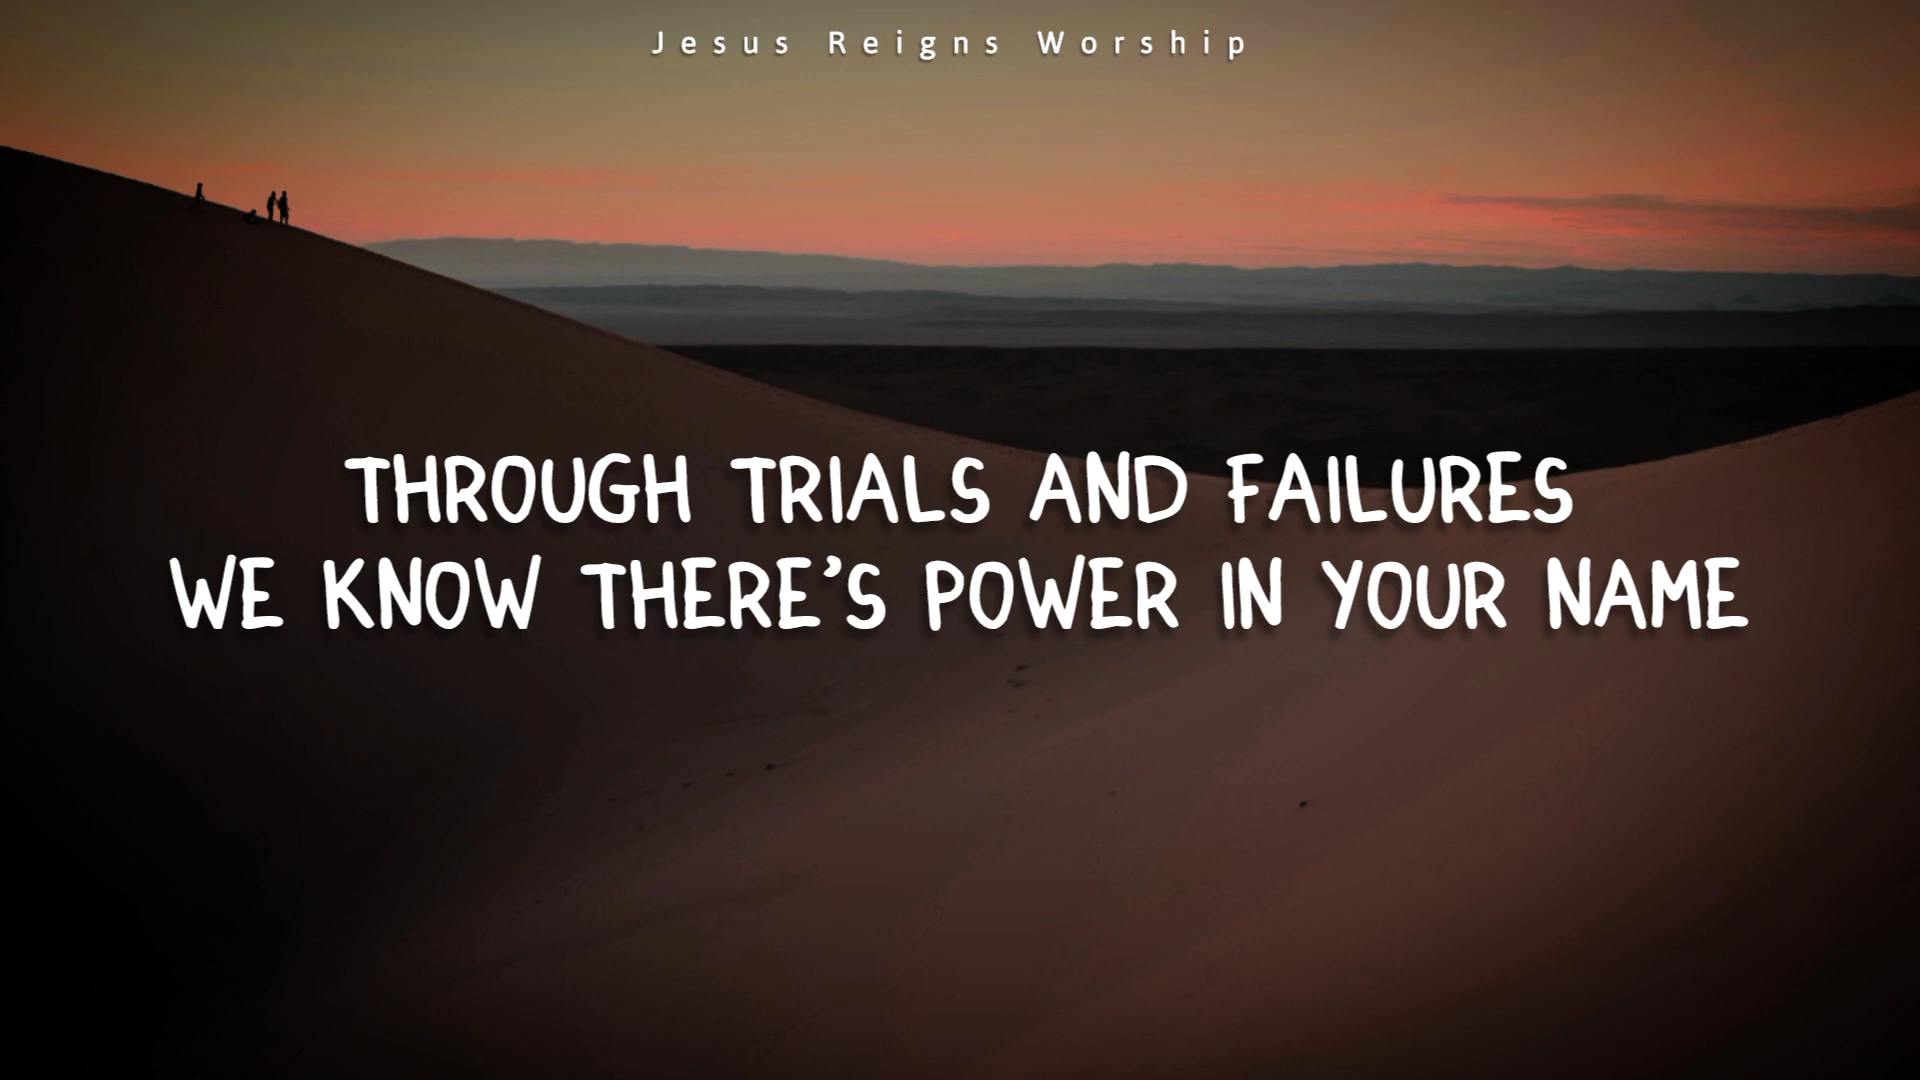 Jesus Reigns Worship
THROUGH TRIALS AND FAILURES
WE KNOW THERE'S POWER IN YOUR NAME